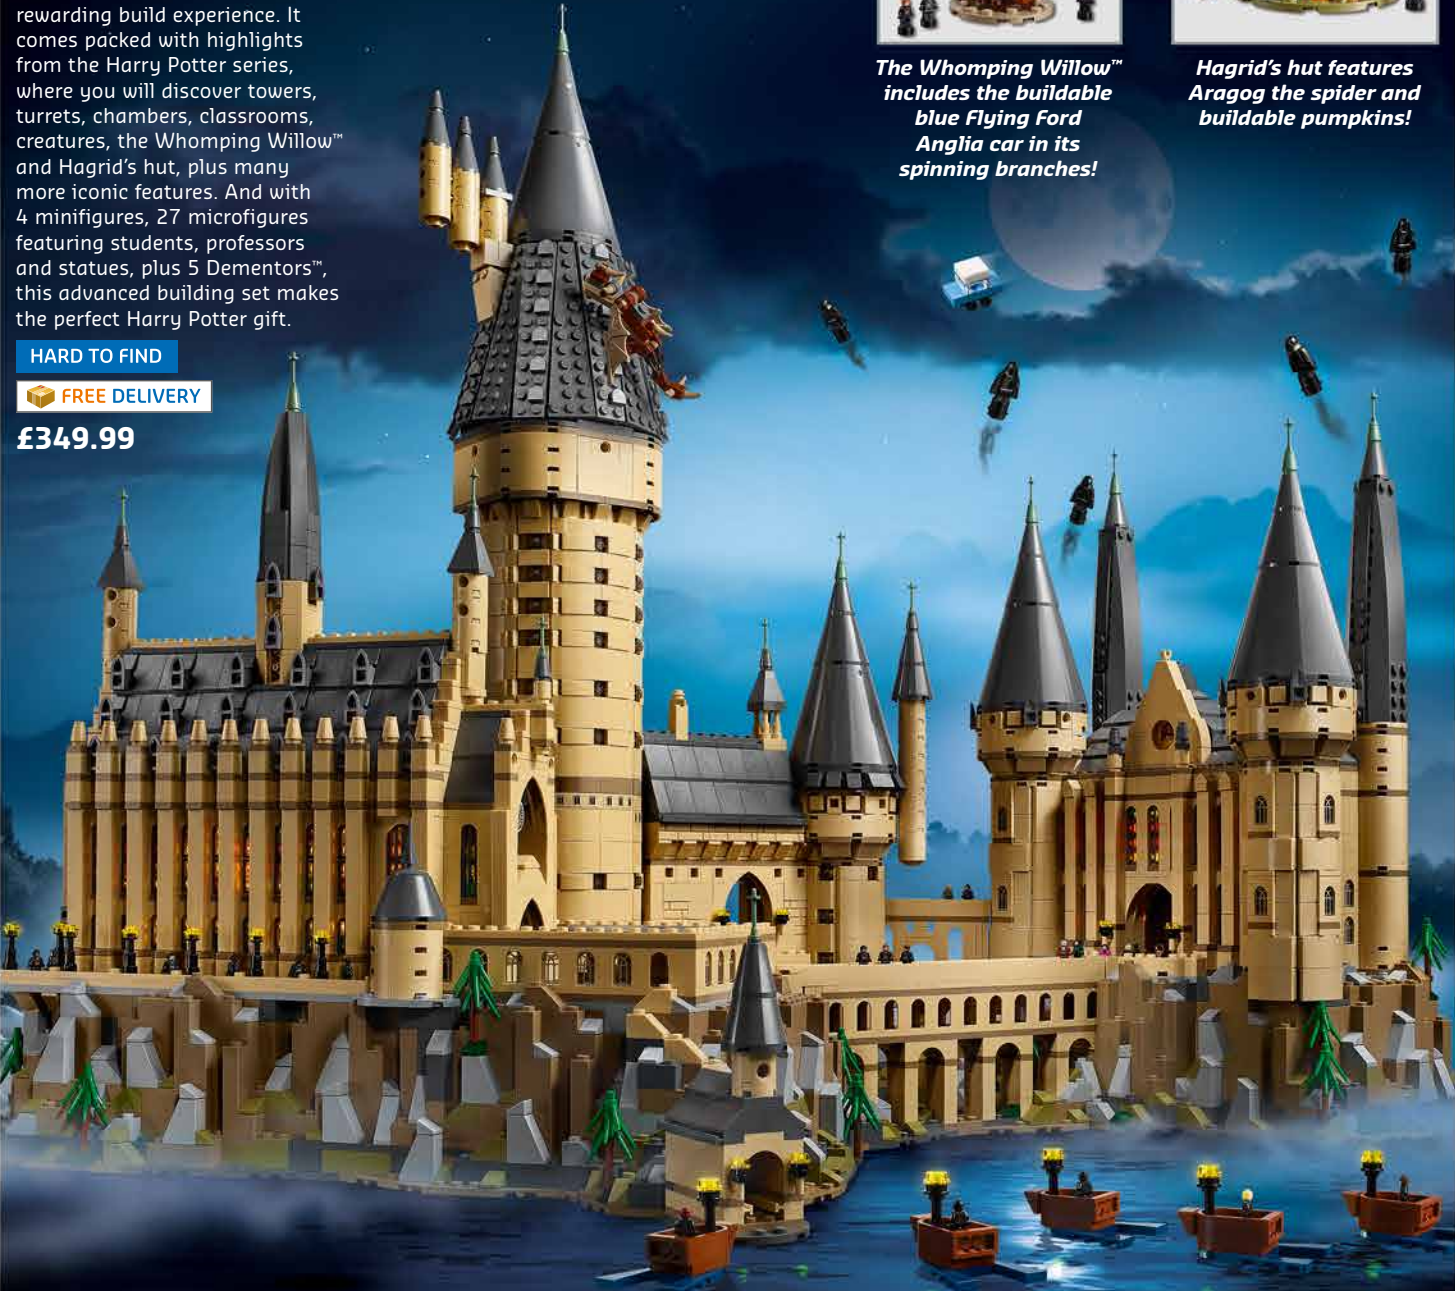 rewarding build experience. It
comes packed with highlights
from the Harry Potter series,
where you will discover towers,
turrets, chambers, classrooms,
creatures, the Whomping Willow™
and Hagrid's hut, plus many
more iconic features. And with
4 minifigures, 27 microfigures
featuring students, professors
and statues, plus 5 Dementors™,
this advanced building set makes
the perfect Harry Potter gift.
HARD TO FIND
FREE DELIVERY
£349.99
The Whomping Willow™
includes the buildable
blue Flying Ford
Anglia car in its
spinning branches!
Hagrid's hut features
Aragog the spider and
buildable pumpkins!